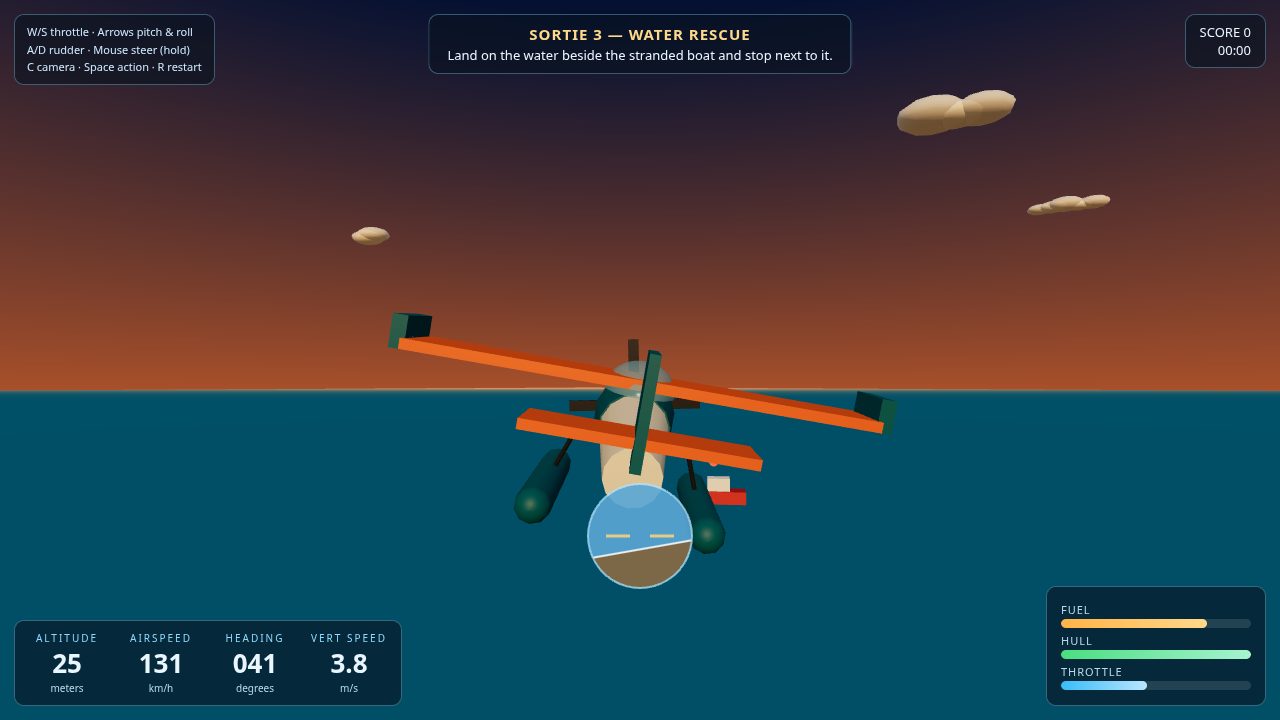 W/S throttle · Arrows pitch & roll
A/D rudder · Mouse steer (hold)
C camera · Space action · R restart
SORTIE 3 — WATER RESCUE
Land on the water beside the stranded boat and stop next to it.
SCORE 0
00:00
ALTITUDE AIRSPEED HEADING VERT SPEED
25 131 041 3.8
meters km/h degrees m/s
FUEL
HULL
THROTTLE